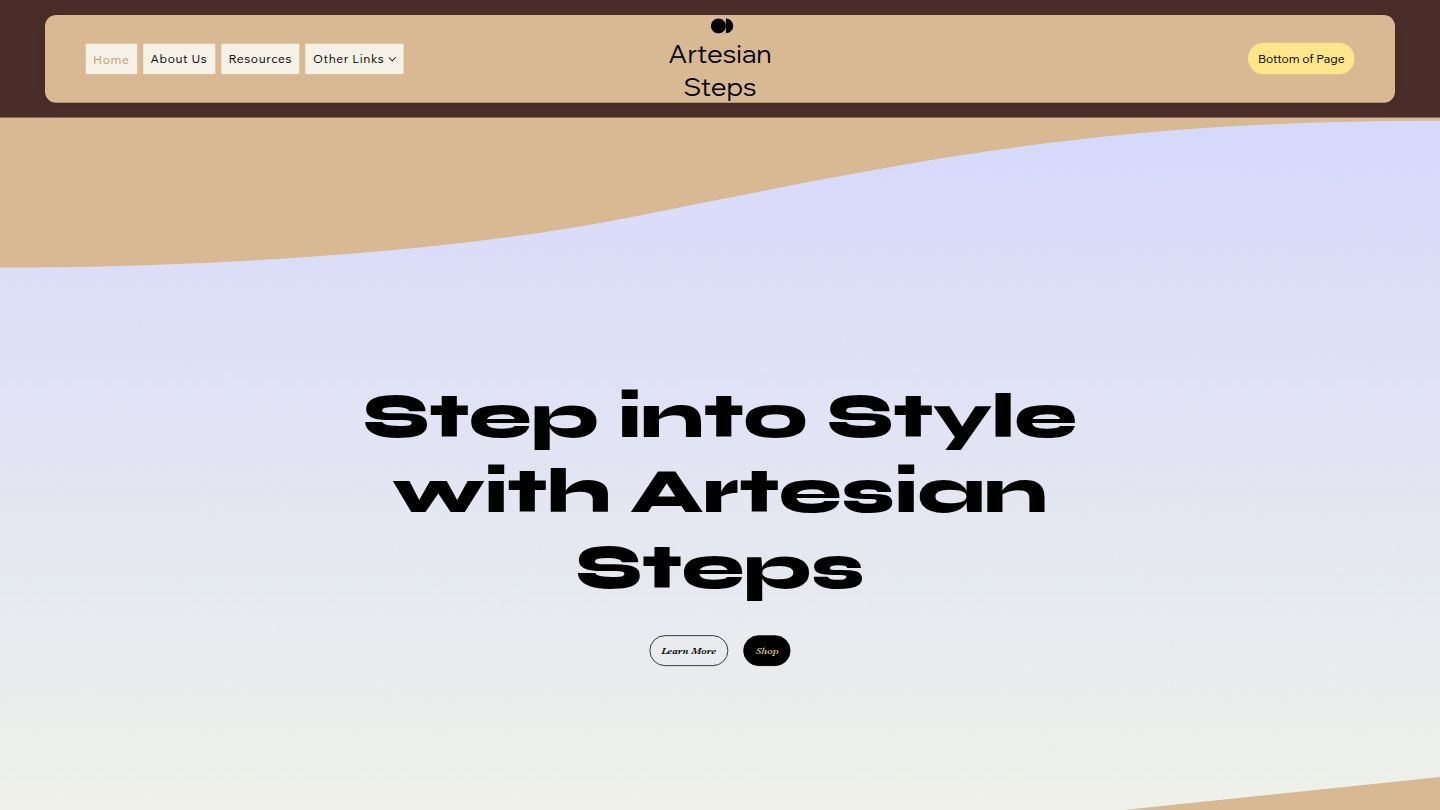 Home About Us Resources Other Links
Artesian
Steps
Bottom of Page
Step into Style
with Artesian
Steps
Learn More Shop